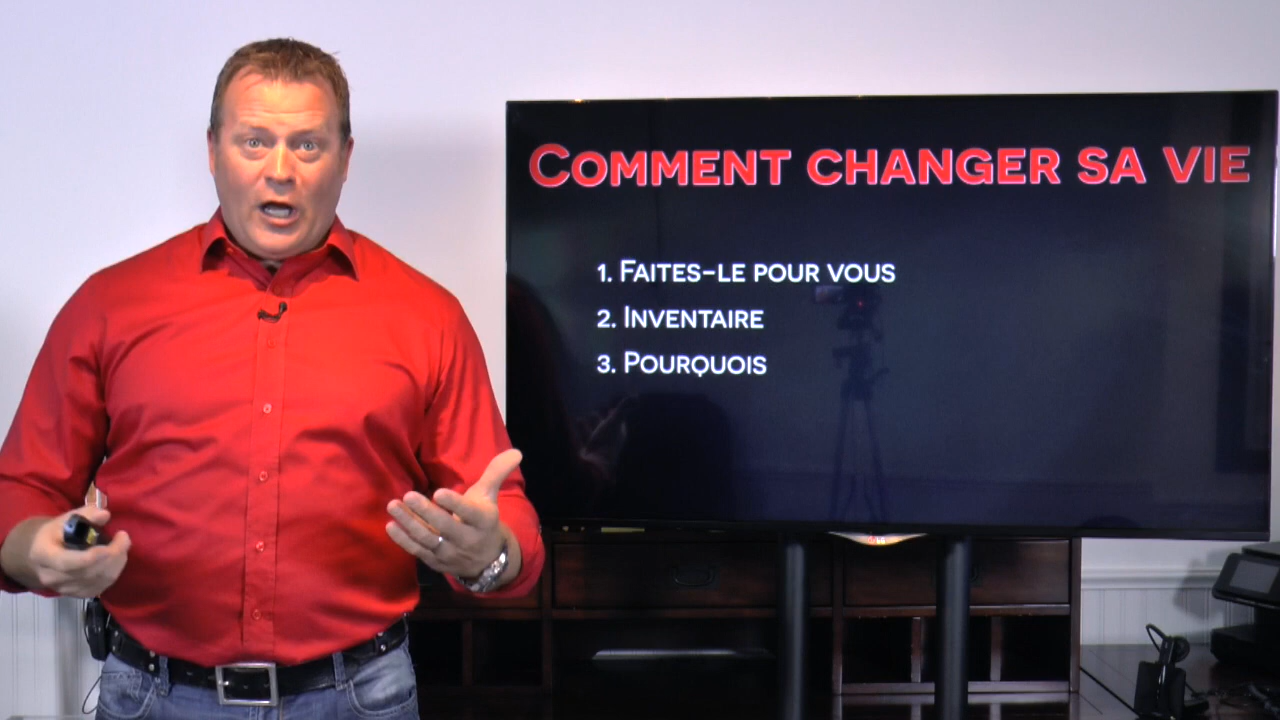 Comment changer sa vie
1. Faites-le pour vous
2. Inventaire
3. Pourquois